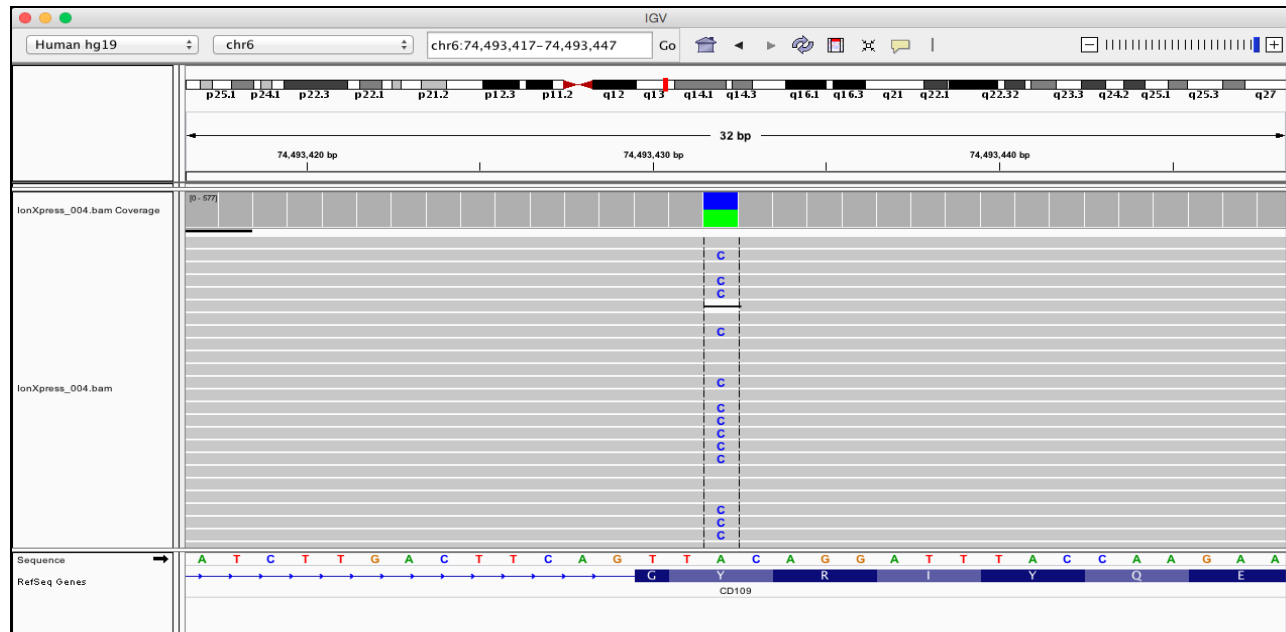 IGV
Human hg19 chr6 chr6:74,493,417-74,493,447 Go
p25.1 p24.1 p22.3 p22.1 p21.2 p12.3 p11.2 q12 q13 q14.1 q14.3 q16.1 q16.3 q21 q22.1 q22.32 q23.3 q24.2 q25.1 q25.3 q27
32 bp
74,493,420 bp 74,493,430 bp 74,493,440 bp
[0 - 577]
IonXpress_004.bam Coverage
C
C
C
C
C
C
C
C
C
C
C
C
C
IonXpress_004.bam
Sequence A T C T T G A C T T C A G T T A C A G G A T T T A C C A A G A A
RefSeq Genes G Y R I Y Q E
CD109